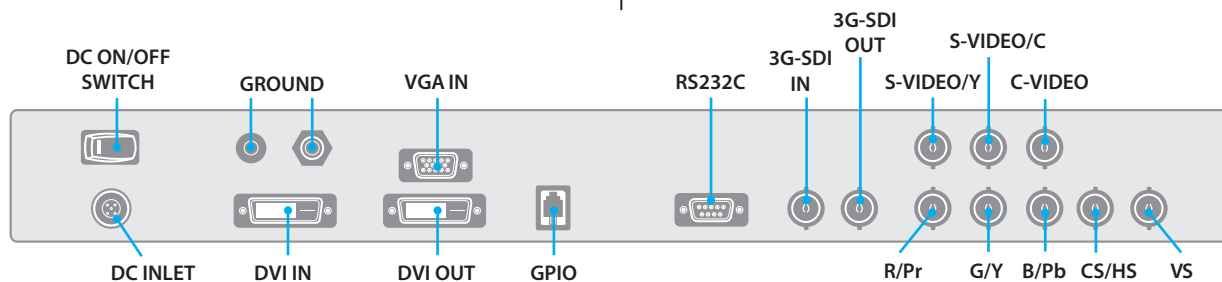 DC ON/OFF
SWITCH
GROUND
VGA IN
RS232C
3G-SDI
IN
3G-SDI
OUT
S-VIDEO/Y
S-VIDEO/C
C-VIDEO
DC INLET
DVI IN
DVI OUT
GPIO
R/Pr
G/Y
B/Pb
CS/HS
VS